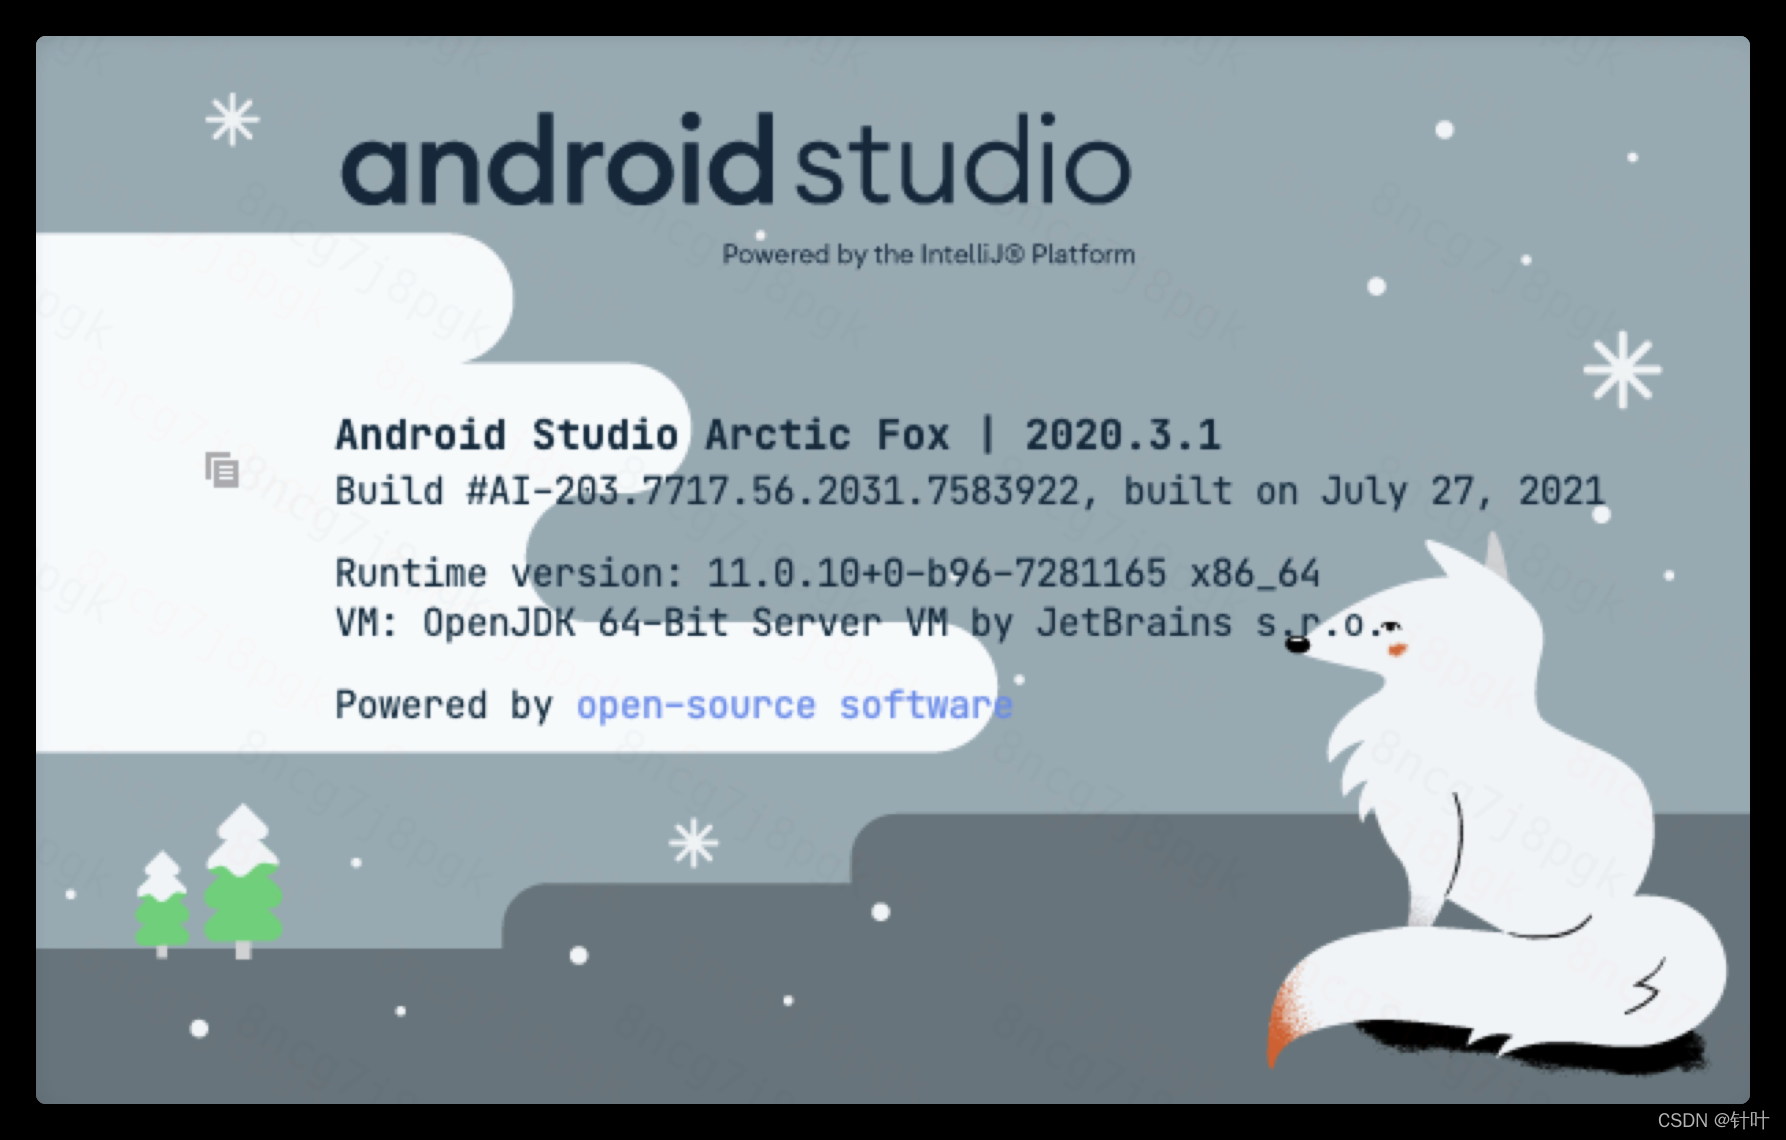 android studio
Powered by the IntelliJ® Platform
Android Studio Arctic Fox | 2020.3.1
Build #AI-203.7717.56.2031.7583922, built on July 27, 2021
Runtime version: 11.0.10+0-b96-7281165 x86_64
VM: OpenJDK 64-Bit Server VM by JetBrains s.r.o.
Powered by open-source software
8ncg7j8pgk
CSDN @针叶